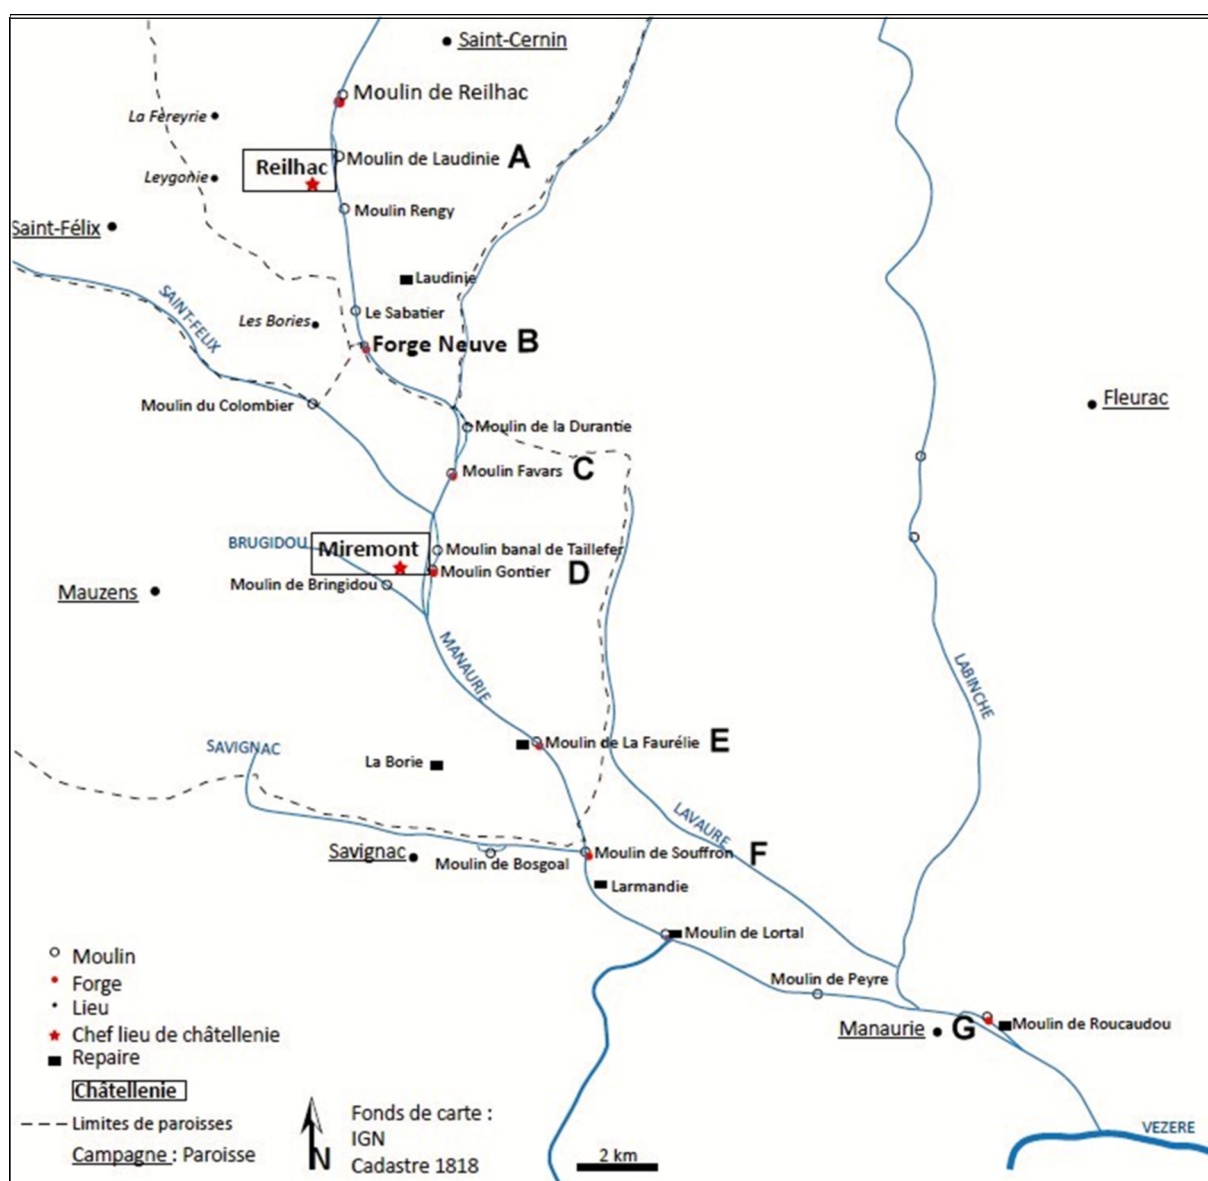 Saint-Cernin
Moulin de Reilhac
La Fereyrie
Moulin de Laudinie A
Reilhac
Leygonie
Moulin Rengy
Saint-Félix
Laudinie
SAINT-FELIX
Le Sabatier
Les Bories
Forge Neuve B
Fleurac
Moulin du Colombier
Moulin de la Durantie
Moulin Favars C
BRUGIDOU
Miremont
Moulin banal de Taillefer
Moulin Gontier D
Moulin de Bringidou
Mauzens
MANAURIE
LABINCHE
SAVIGNAC
Moulin de La Faurélie E
La Borie
LAVAURE
Savignac
Moulin de Bosgoal
Moulin de Souffron F
Larmandie
Moulin de Lortal
Moulin de Peyre
Manaurie G
Moulin de Roucaudou
VEZERE
Moulin
Forge
Lieu
Chef lieu de châtellenie
Repaire
Châtellenie
Limites de paroisses
Campagne : Paroisse
N
Fonds de carte :
IGN
Cadastre 1818
2 km